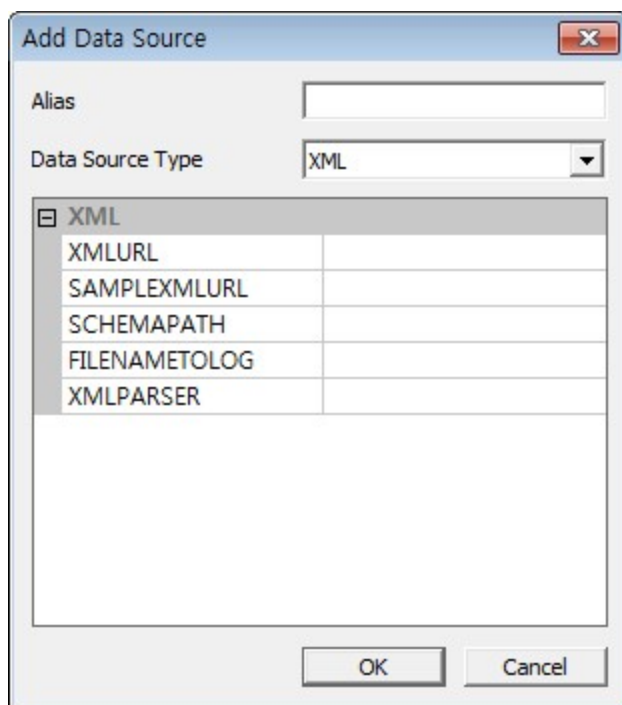 Add Data Source
Alias
Data Source Type XML
XML
XMLURL
SAMPLEXMLURL
SCHEMAPATH
FILENAMETOLOG
XMLPARSER
OK Cancel